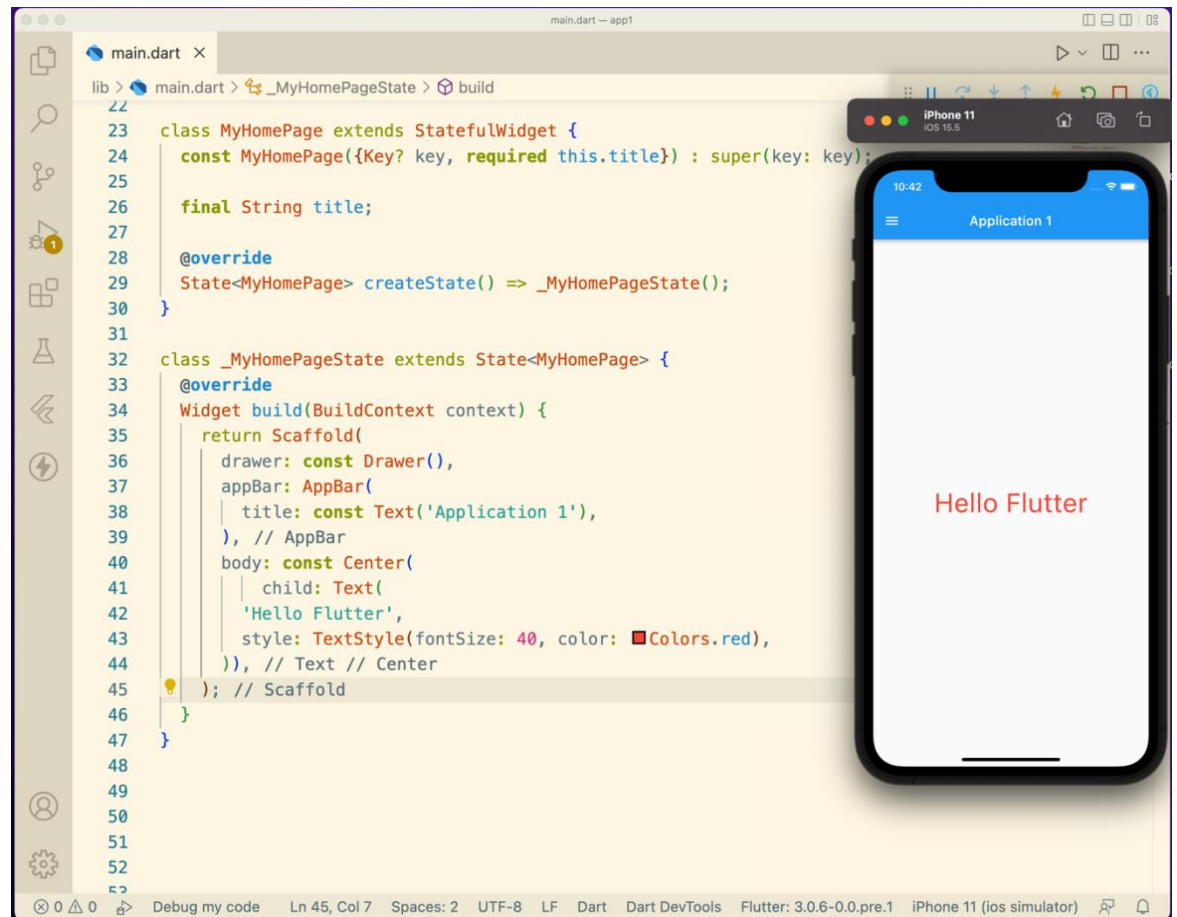 main.dart — app1
main.dart
lib > main.dart > _MyHomePageState > build
22
23 class MyHomePage extends StatefulWidget {
24 const MyHomePage({Key? key, required this.title}) : super(key: key);
25
26 final String title;
27
28 @override
29 State<MyHomePage> createState() => _MyHomePageState();
30 }
31
32 class _MyHomePageState extends State<MyHomePage> {
33 @override
34 Widget build(BuildContext context) {
35 return Scaffold(
36 drawer: const Drawer(),
37 appBar: AppBar(
38 title: const Text('Application 1'),
39 ), // AppBar
40 body: const Center(
41 child: Text(
42 'Hello Flutter',
43 style: TextStyle(fontSize: 40, color: Colors.red),
44 )), // Text // Center
45 ); // Scaffold
46 }
47 }
48
49
50
51
52
53
1
iPhone 11
iOS 15.5
10:42
Application 1
Hello Flutter
0 0 Debug my code Ln 45, Col 7 Spaces: 2 UTF-8 LF Dart Dart DevTools Flutter: 3.0.6-0.0.pre.1 iPhone 11 (ios simulator)